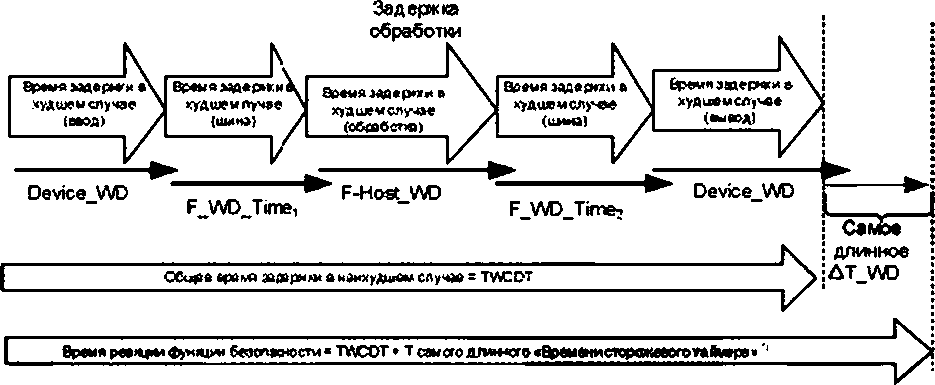 Задержка
обработки
Время задержки в
худшем случае
(ввод)
Время задержки в
худшем лучае
(шина)
Время задержки в
худшем случае
(обработка)
Время задержки в
худшем случае
(шина)
Время задержки в
худшем случае
(вывод)
Device_WD
F_WD_Time1
F-Host_WD
F_WD_Time2
Device_WD
Самое
длинное
ΔT_WD
Общее время задержки в наихудшем случае = TWCDT
Время реакции функции безопасности = TWCDT + T самого длинного «Времени сторожевого таймера»